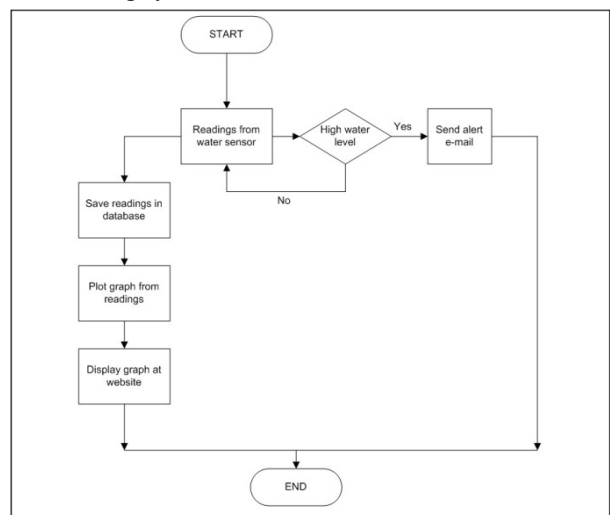 START
Readings from
water sensor
High water
level
Yes
Send alert
e-mail
No
Save readings in
database
Plot graph from
readings
Display graph at
website
END